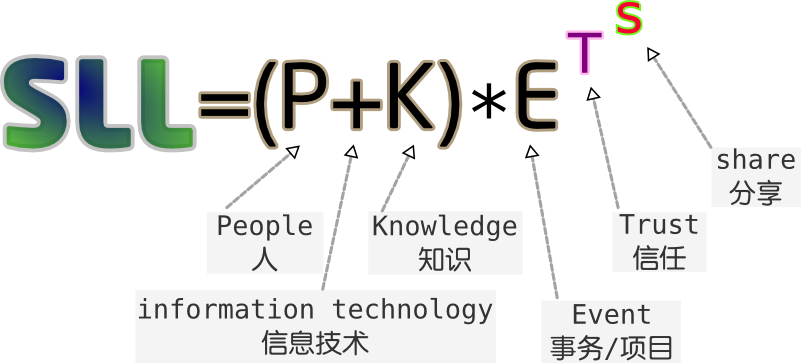 SLL=(P+K)*E^T^S
share
分享
People
人
Knowledge
知识
Trust
信任
information technology
信息技术
Event
事务/项目